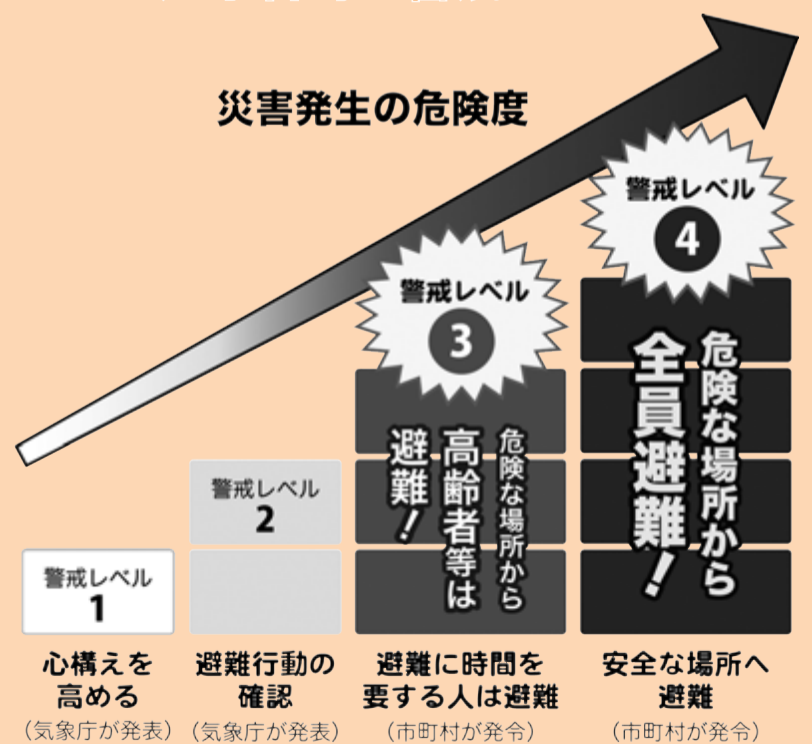 災害発生の危険度
警戒レベル
4
警戒レベル
3
危険な場所から
全員避難！
危険な場所から
高齢者等は
避難！
警戒レベル
2
警戒レベル
1
心構えを
高める
（気象庁が発表）
避難行動の
確認
（気象庁が発表）
避難に時間を
要する人は避難
（市町村が発令）
安全な場所へ
避難
（市町村が発令）